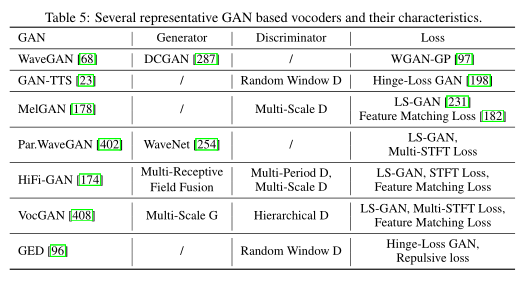 Table 5: Several representative GAN based vocoders and their characteristics.
GAN Generator Discriminator Loss
WaveGAN [68] DCGAN [287] / WGAN-GP [97]
GAN-TTS [23] / Random Window D Hinge-Loss GAN [198]
MelGAN [178] / Multi-Scale D LS-GAN [231]
Feature Matching Loss [182]
Par.WaveGAN [402] WaveNet [254] / LS-GAN,
Multi-STFT Loss
HiFi-GAN [174] Multi-Receptive Multi-Period D, LS-GAN, STFT Loss,
Field Fusion Multi-Scale D Feature Matching Loss
VocGAN [408] Multi-Scale G Hierarchical D LS-GAN, Multi-STFT Loss,
Feature Matching Loss
GED [96] / Random Window D Hinge-Loss GAN,
Repulsive loss